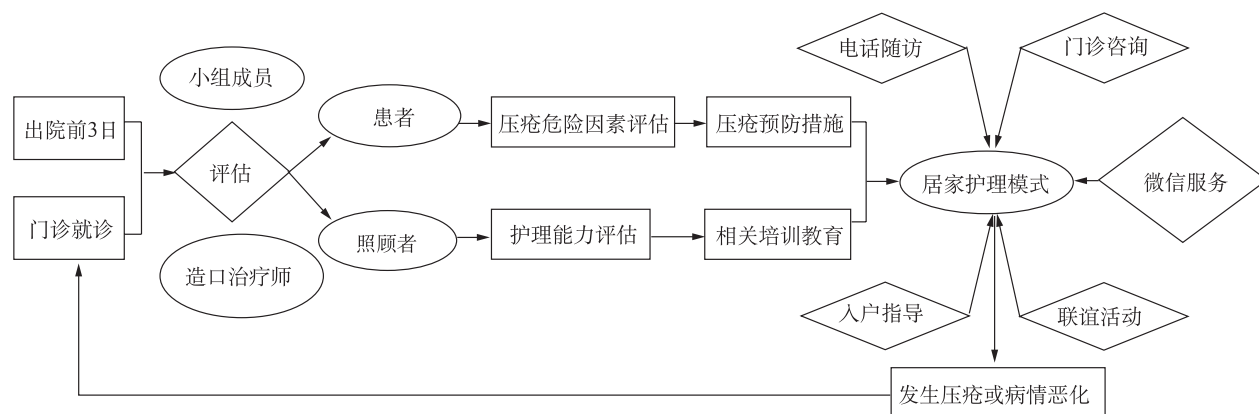 电话随访
门诊咨询
小组成员
出院前3日
患者
压疮危险因素评估
压疮预防措施
评估
居家护理模式
微信服务
门诊就诊
照顾者
护理能力评估
相关培训教育
造口治疗师
入户指导
联谊活动
发生压疮或病情恶化